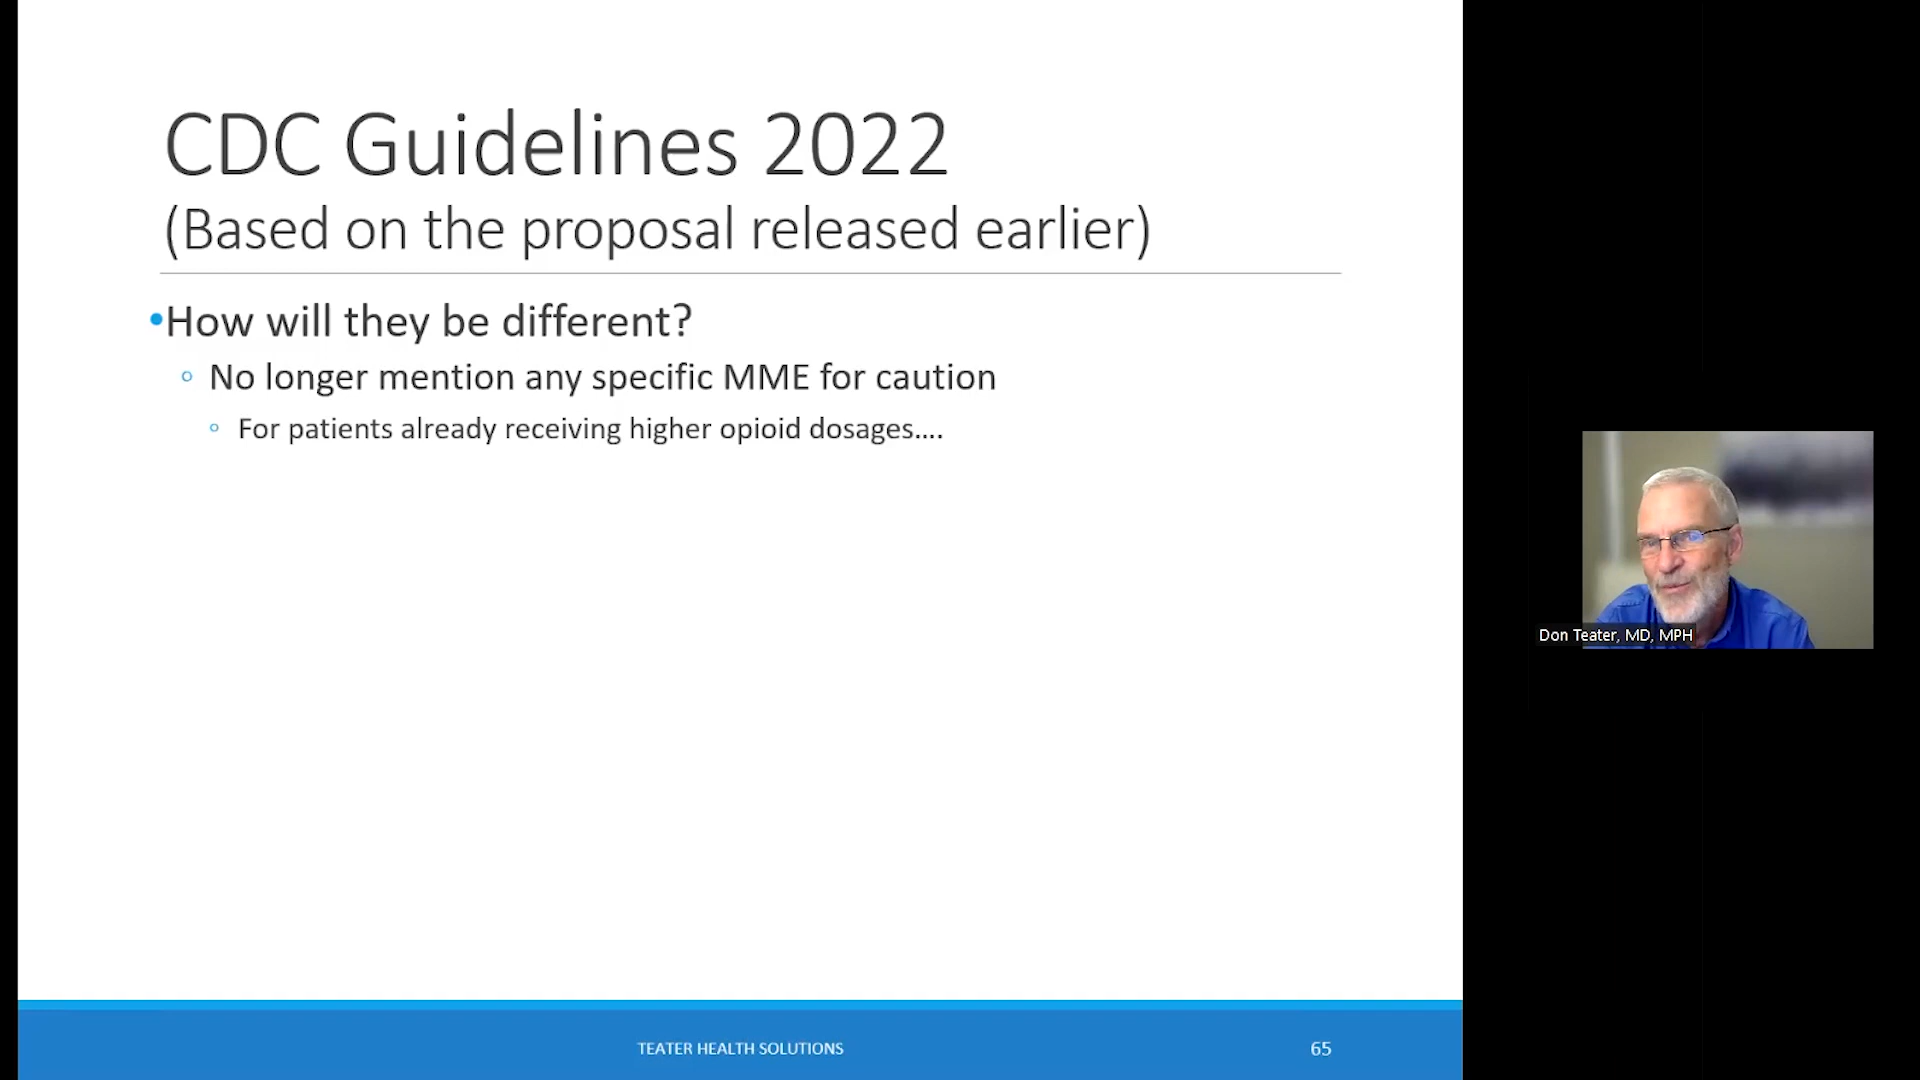 CDC Guidelines 2022
(Based on the proposal released earlier)
•How will they be different?
◦ No longer mention any specific MME for caution
◦ For patients already receiving higher opioid dosages....
Don Teater, MD, MPH
TEATER HEALTH SOLUTIONS
65